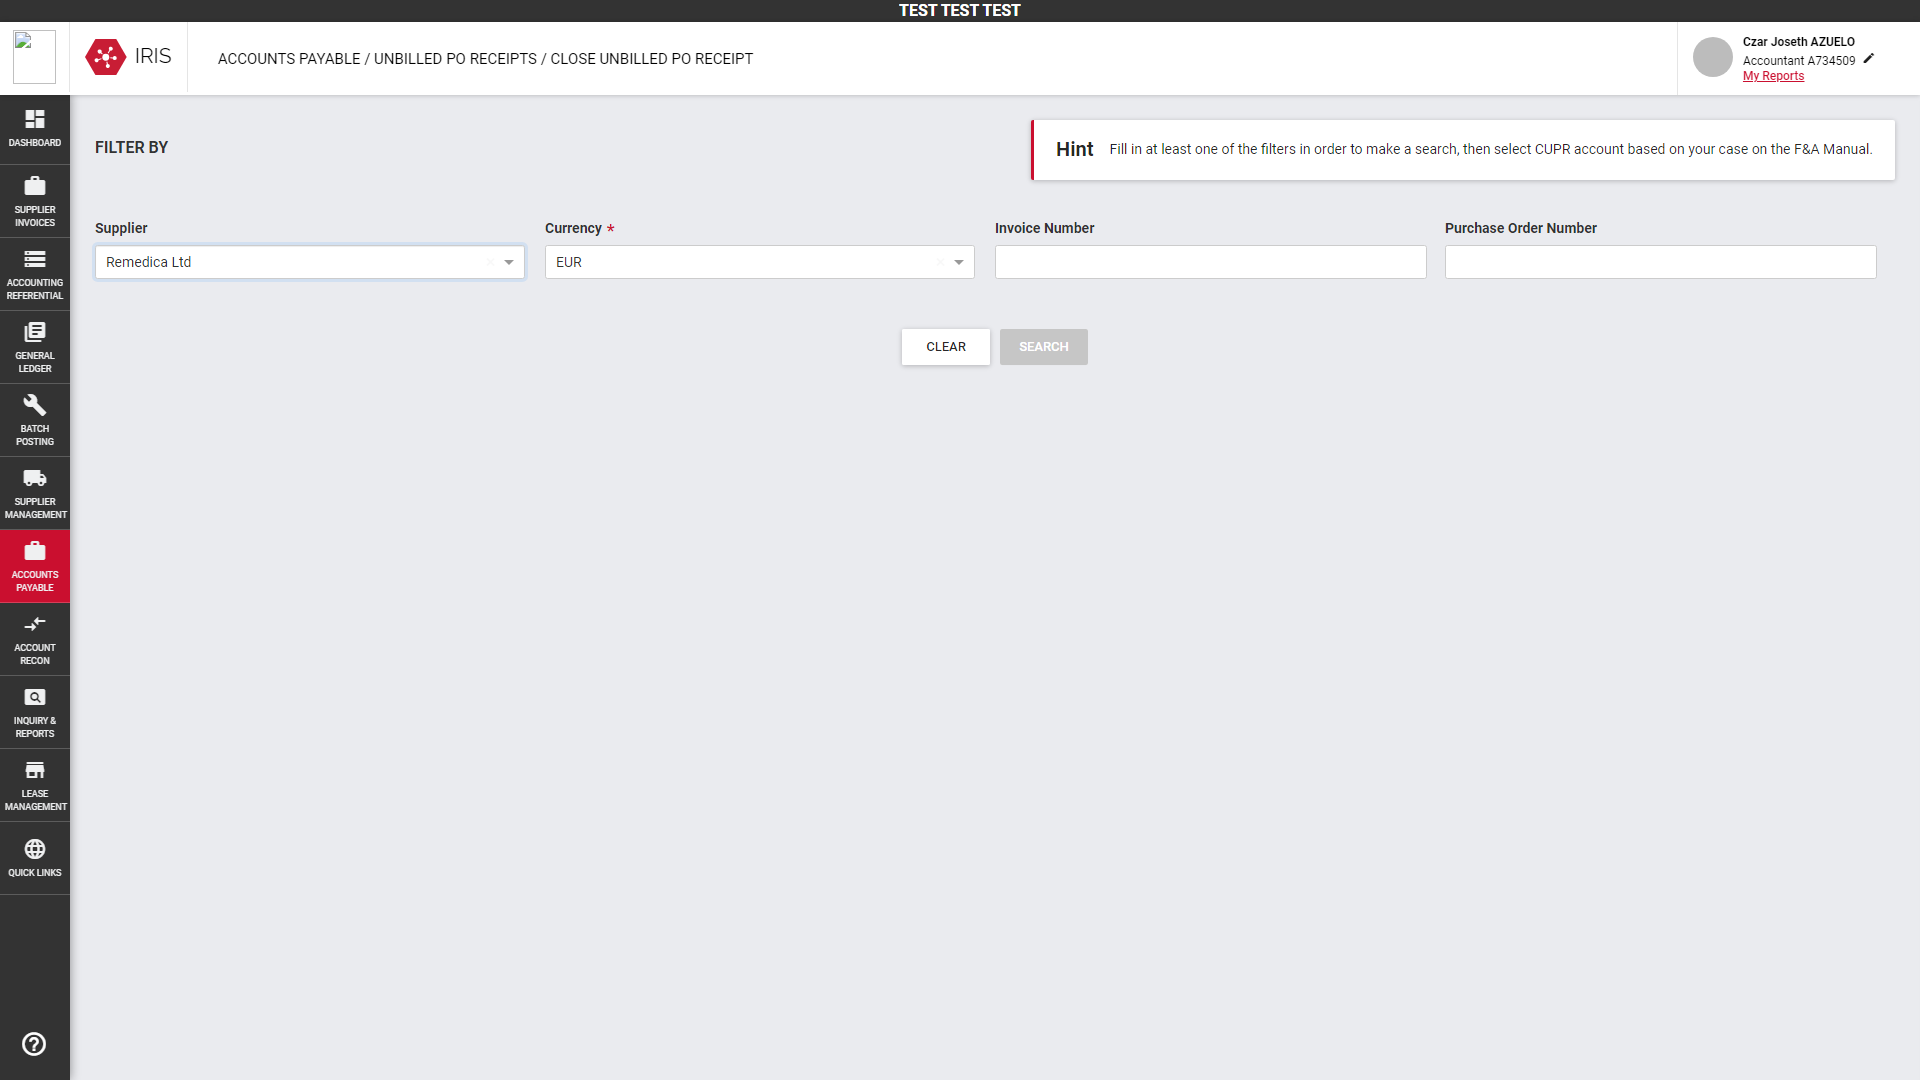 TEST TEST TEST
IRIS
ACCOUNTS PAYABLE / UNBILLED PO RECEIPTS / CLOSE UNBILLED PO RECEIPT
Czar Joseth AZUELO
Accountant A734509
My Reports
DASHBOARD
SUPPLIER
INVOICES
ACCOUNTING
REFERENTIAL
GENERAL
LEDGER
BATCH
POSTING
SUPPLIER
MANAGEMENT
ACCOUNTS
PAYABLE
ACCOUNT
RECON
INQUIRY &
REPORTS
LEASE
MANAGEMENT
QUICK LINKS
FILTER BY
Hint Fill in at least one of the filters in order to make a search, then select CUPR account based on your case on the F&A Manual.
Supplier
Currency *
Invoice Number
Purchase Order Number
Remedica Ltd
EUR
CLEAR
SEARCH